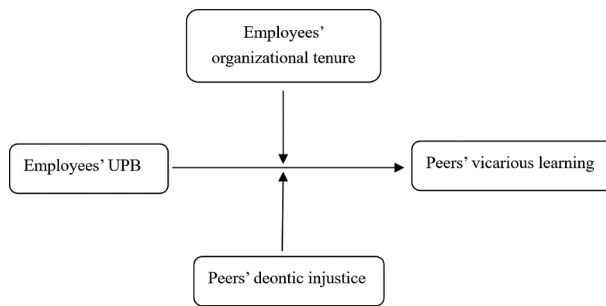 Employees’
organizational tenure
Employees’ UPB
Peers’ vicarious learning
Peers’ deontic injustice